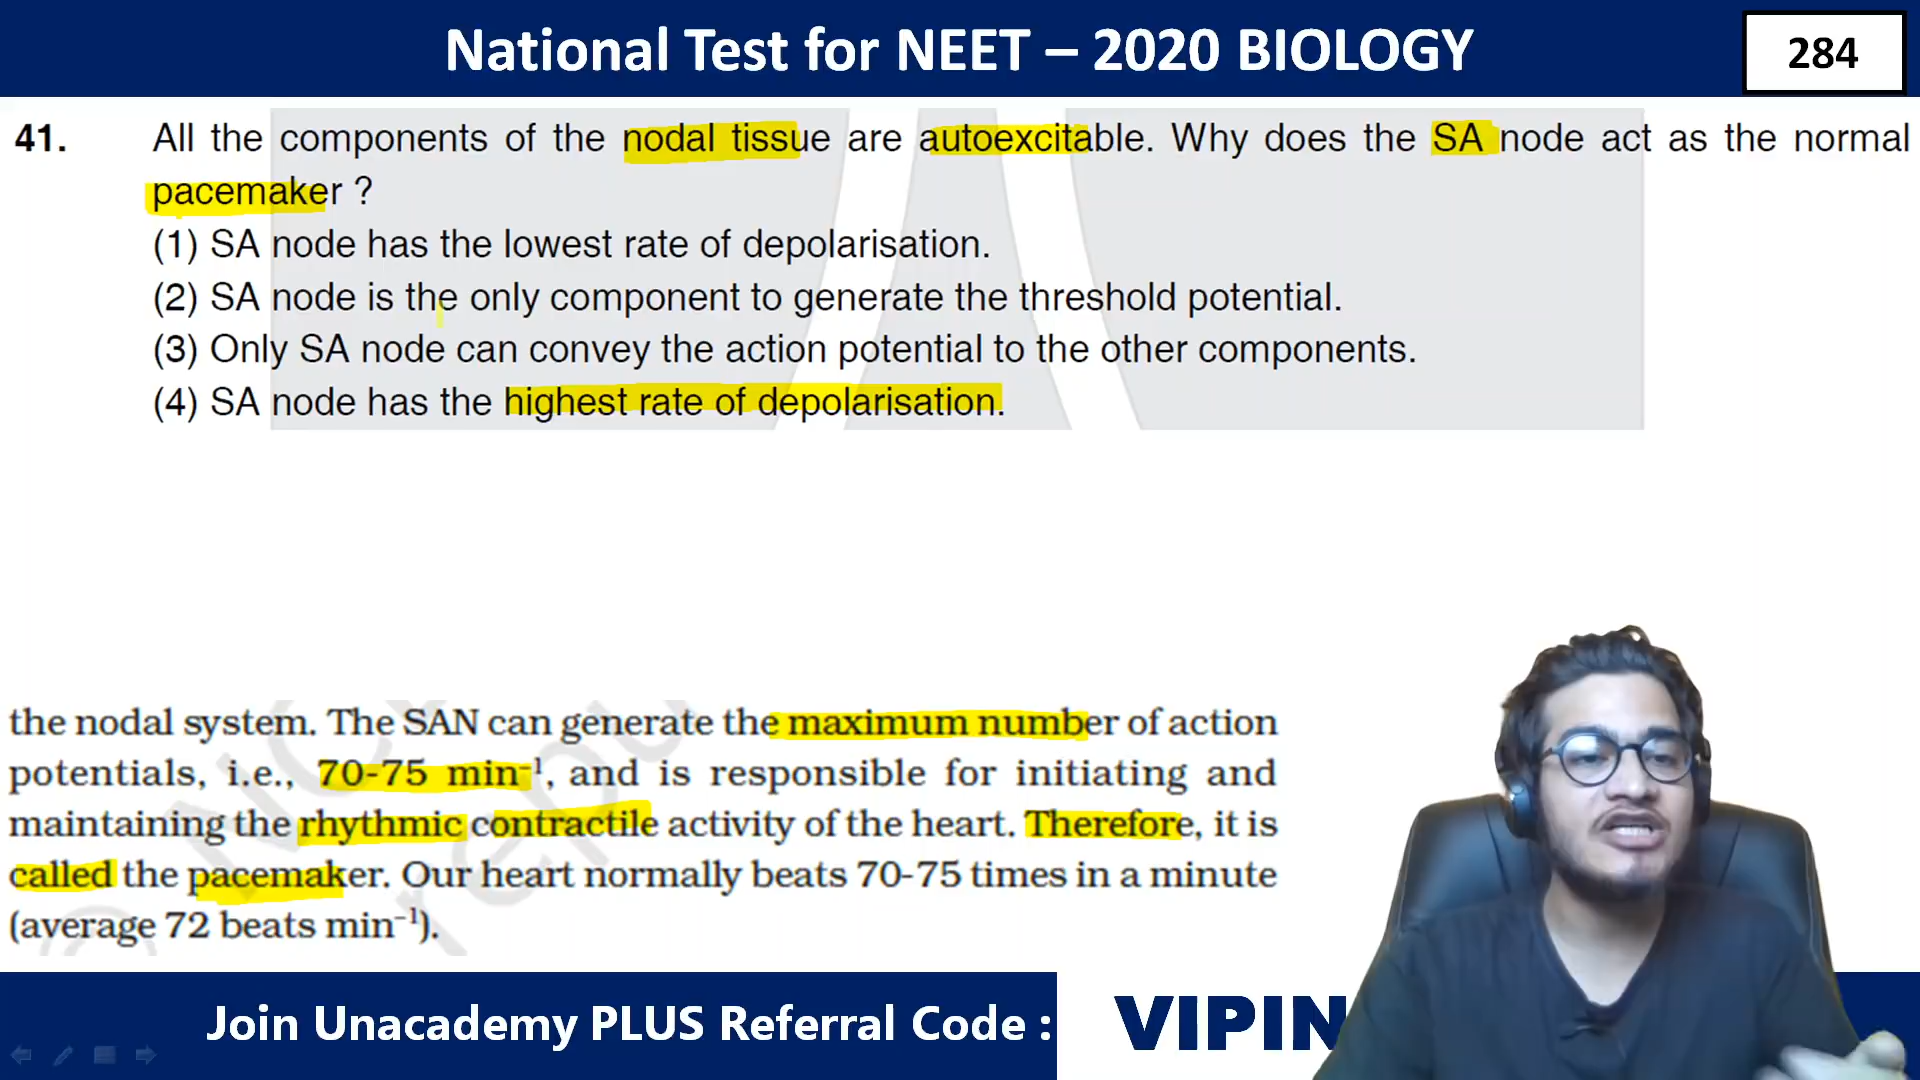 National Test for NEET – 2020 BIOLOGY
284
41. All the components of the nodal tissue are autoexcitable. Why does the SA node act as the normal
pacemaker ?
(1) SA node has the lowest rate of depolarisation.
(2) SA node is the only component to generate the threshold potential.
(3) Only SA node can convey the action potential to the other components.
(4) SA node has the highest rate of depolarisation.
the nodal system. The SAN can generate the maximum number of action
potentials, i.e., 70-75 min⁻¹, and is responsible for initiating and
maintaining the rhythmic contractile activity of the heart. Therefore, it is
called the pacemaker. Our heart normally beats 70-75 times in a minute
(average 72 beats min⁻¹).
Join Unacademy PLUS Referral Code :
VIPIN